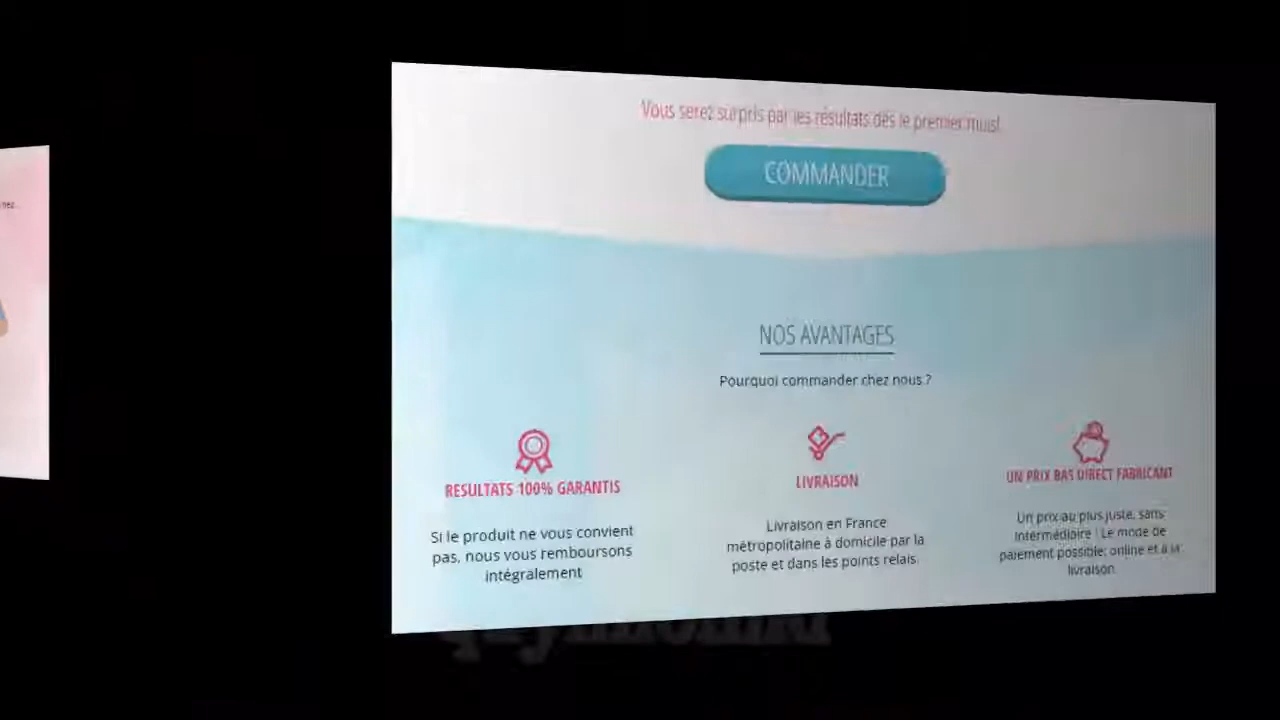 Vous serez surpris par les résultats dès le premier mois!
COMMANDER
NOS AVANTAGES
Pourquoi commander chez nous ?
RESULTATS 100% GARANTIS
Si le produit ne vous convient
pas, nous vous remboursons
intégralement
LIVRAISON
Livraison en France
métropolitaine à domicile par la
poste et dans les points relais.
UN PRIX BAS DIRECT FABRICANT
Un prix au plus juste, sans
intermédiaire ! Le mode de
paiement possible: online et à la
livraison.